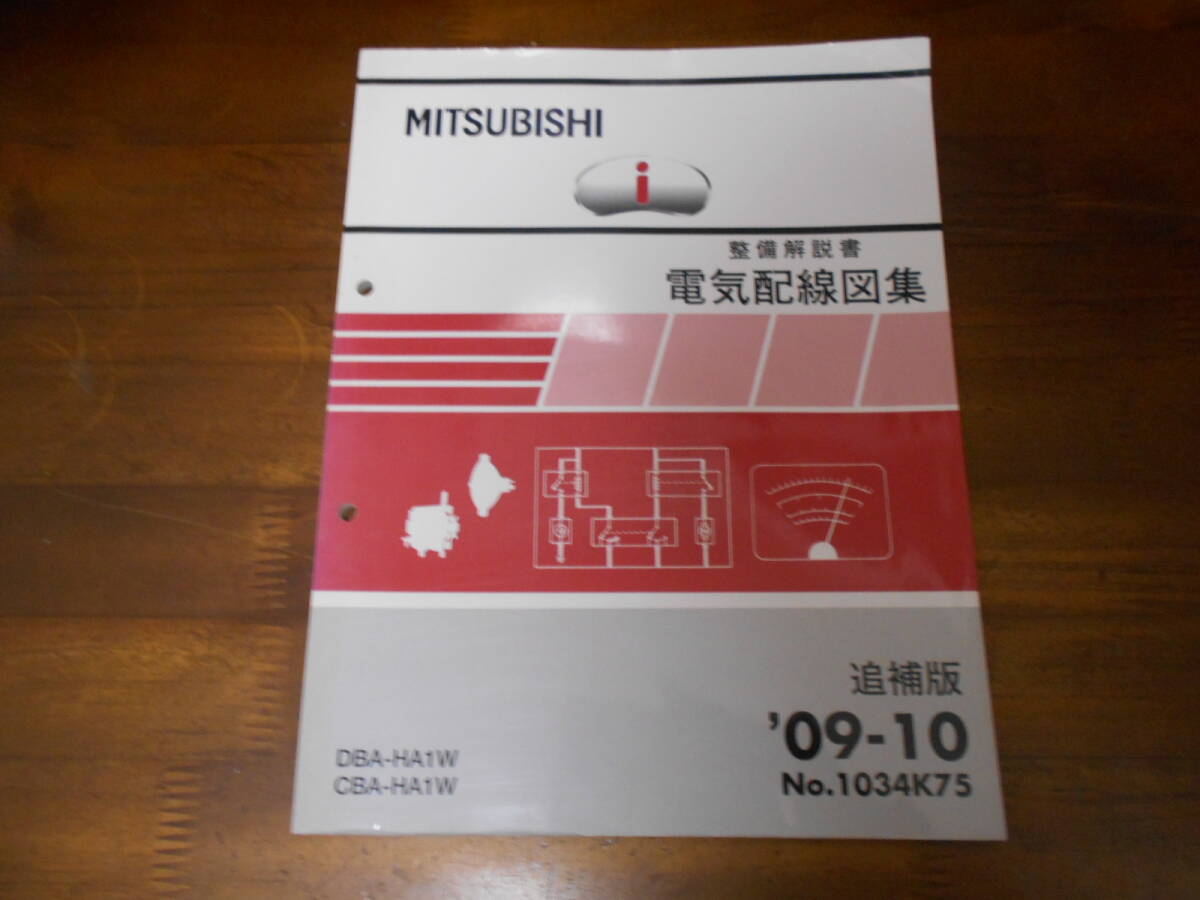 MITSUBISHI
i
整備解説書
電気配線図集
追補版
'09-10
No.1034K75
DBA-HA1W
CBA-HA1W